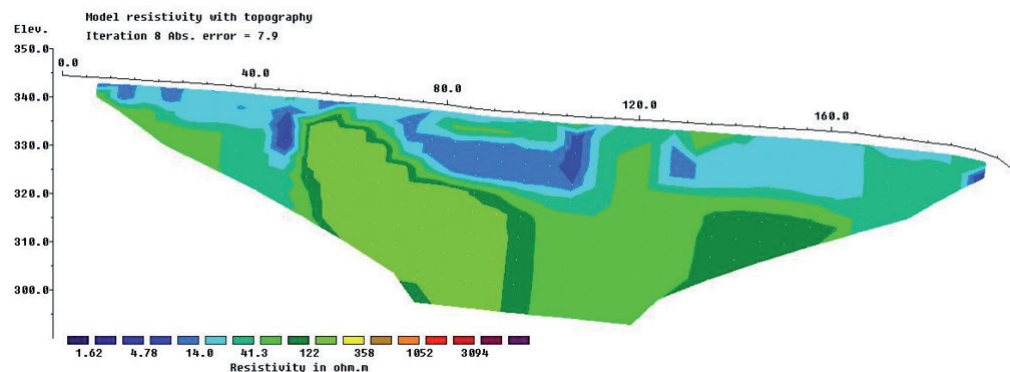 Model resistivity with topography
Iteration 8 Abs. error = 7.9
Elev.
350.0
340.0
330.0
320.0
310.0
300.0
0.0
40.0
80.0
120.0
160.0
1.62 4.78 14.0 41.3 122 358 1052 3094
Resistivity in ohm.m